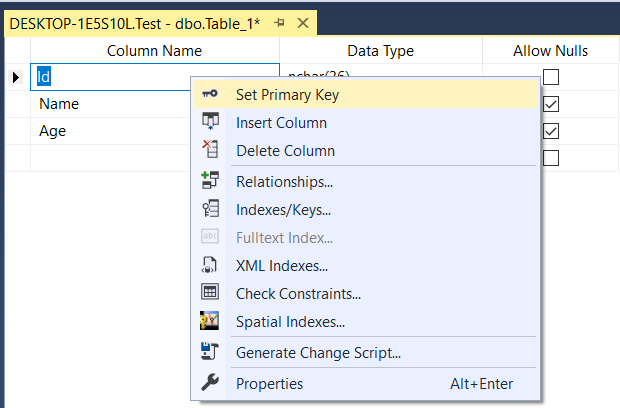 DESKTOP-1E5S10L.Test - dbo.Table_1*
Column Name Data Type Allow Nulls
Id nchar(36)
Name
Age
Set Primary Key
Insert Column
Delete Column
Relationships...
Indexes/Keys...
abc Fulltext Index...
XML Indexes...
Check Constraints...
Spatial Indexes...
Generate Change Script...
Properties Alt+Enter